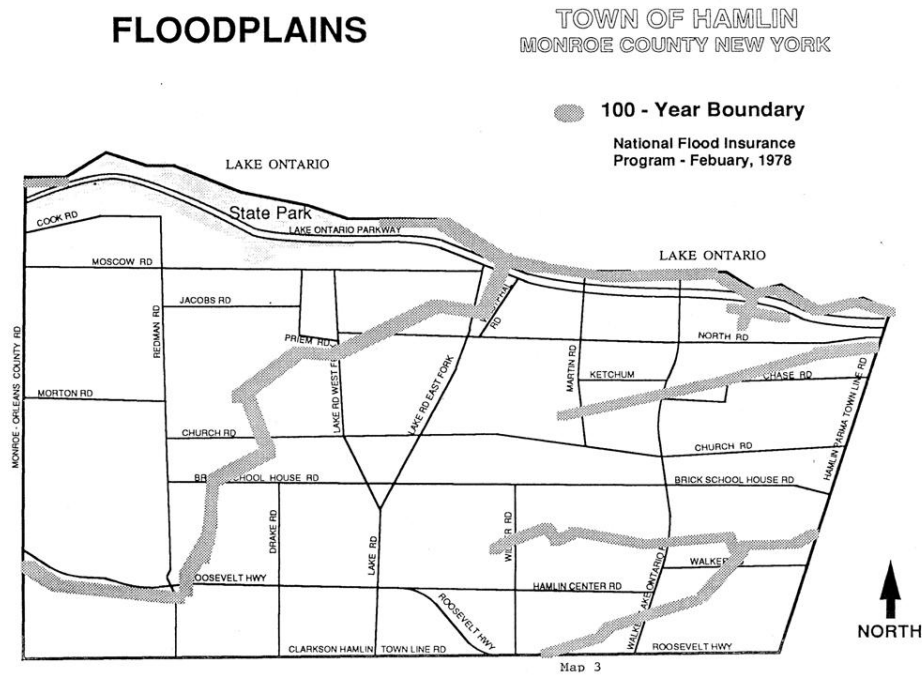 FLOODPLAINS
TOWN OF HAMLIN
MONROE COUNTY NEW YORK
100 - Year Boundary
National Flood Insurance
Program - Febuary, 1978
LAKE ONTARIO
State Park
COOK RD
LAKE ONTARIO PARKWAY
LAKE ONTARIO
MOSCOW RD
JACOBS RD
RD
REDMAN RD
PRIEM RD
NORTH RD
MARTIN RD
KETCHUM
CHASE RD
MORTON RD
LAKE RD WEST
LAKE RD EAST FORK
MONROE - ORLEANS COUNTY RD
HAMLIN PARMA TOWN LINE RD
CHURCH RD
CHURCH RD
SCHOOL HOUSE RD
BRICK SCHOOL HOUSE RD
DRAKE RD
LAKE RD
RD
WALKER
LAKE ONTARIO
ROOSEVELT HWY
HAMLIN CENTER RD
ROOSEVELT HWY
CLARKSON HAMLIN TOWN LINE RD
ROOSEVELT HWY
NORTH
Map 3